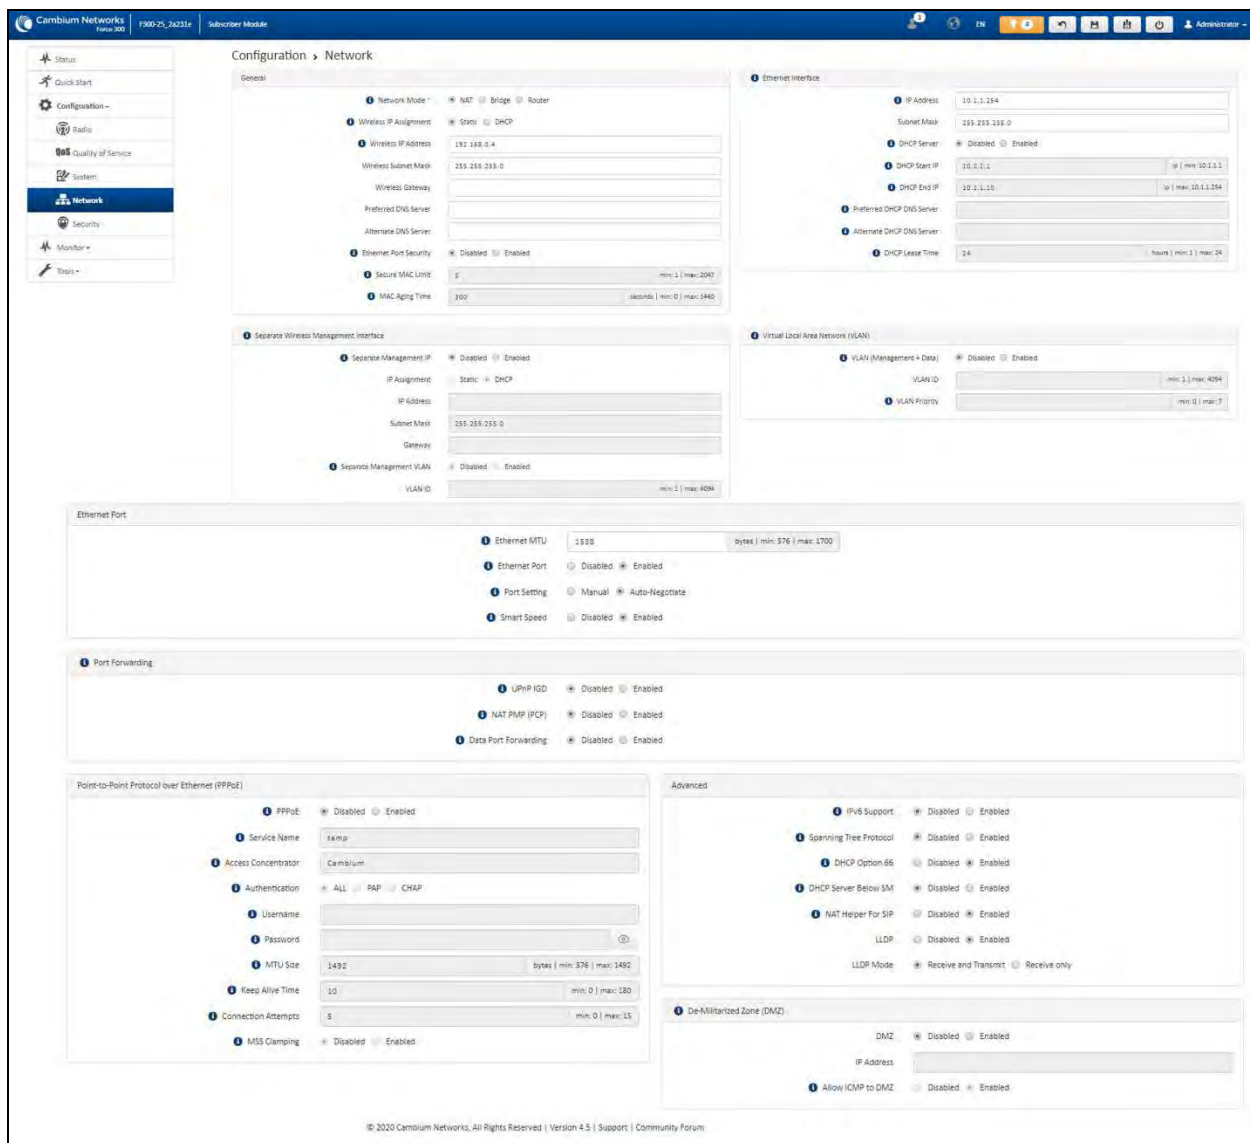 Cambium Networks
Force 300
F300-25_2a231e
Subscriber Module
1
EN
4
Administrator
Status
Quick Start
Configuration
Radio
QoS Quality of Service
System
Network
Security
Monitor
Tools
Configuration > Network
General
Network Mode NAT Bridge Router
Wireless IP Assignment Static DHCP
Wireless IP Address 192.168.0.4
Wireless Subnet Mask 255.255.255.0
Wireless Gateway
Preferred DNS Server
Alternate DNS Server
Ethernet Port Security Disabled Enabled
Secure MAC Limit 5 min: 1 | max: 2047
MAC Aging Time 300 seconds | min: 0 | max: 1440
Ethernet Interface
IP Address 10.1.1.254
Subnet Mask 255.255.255.0
DHCP Server Disabled Enabled
DHCP Start IP 10.1.1.1 ip | min: 10.1.1.1
DHCP End IP 10.1.1.10 ip | max: 10.1.1.254
Preferred DHCP DNS Server
Alternate DHCP DNS Server
DHCP Lease Time 24 hours | min: 1 | max: 24
Separate Wireless Management Interface
Separate Management IP Disabled Enabled
IP Assignment Static DHCP
IP Address
Subnet Mask 255.255.255.0
Gateway
Separate Management VLAN Disabled Enabled
VLAN ID min: 1 | max: 4094
Virtual Local Area Network (VLAN)
VLAN (Management + Data) Disabled Enabled
VLAN ID min: 1 | max: 4094
VLAN Priority min: 0 | max: 7
Ethernet Port
Ethernet MTU 1538 bytes | min: 576 | max: 1700
Ethernet Port Disabled Enabled
Port Setting Manual Auto-Negotiate
Smart Speed Disabled Enabled
Port Forwarding
UPnP IGD Disabled Enabled
NAT PMP (PCP) Disabled Enabled
Data Port Forwarding Disabled Enabled
Point-to-Point Protocol over Ethernet (PPPoE)
PPPoE Disabled Enabled
Service Name temp
Access Concentrator Cambium
Authentication ALL PAP CHAP
Username
Password
MTU Size 1492 bytes | min: 576 | max: 1492
Keep Alive Time 10 min: 0 | max: 180
Connection Attempts 5 min: 0 | max: 15
MSS Clamping Disabled Enabled
Advanced
IPv6 Support Disabled Enabled
Spanning Tree Protocol Disabled Enabled
DHCP Option 66 Disabled Enabled
DHCP Server Below SM Disabled Enabled
NAT Helper For SIP Disabled Enabled
LLDP Disabled Enabled
LLDP Mode Receive and Transmit Receive only
De-Militarized Zone (DMZ)
DMZ Disabled Enabled
IP Address
Allow ICMP to DMZ Disabled Enabled
© 2020 Cambium Networks, All Rights Reserved | Version 4.5 | Support | Community Forum